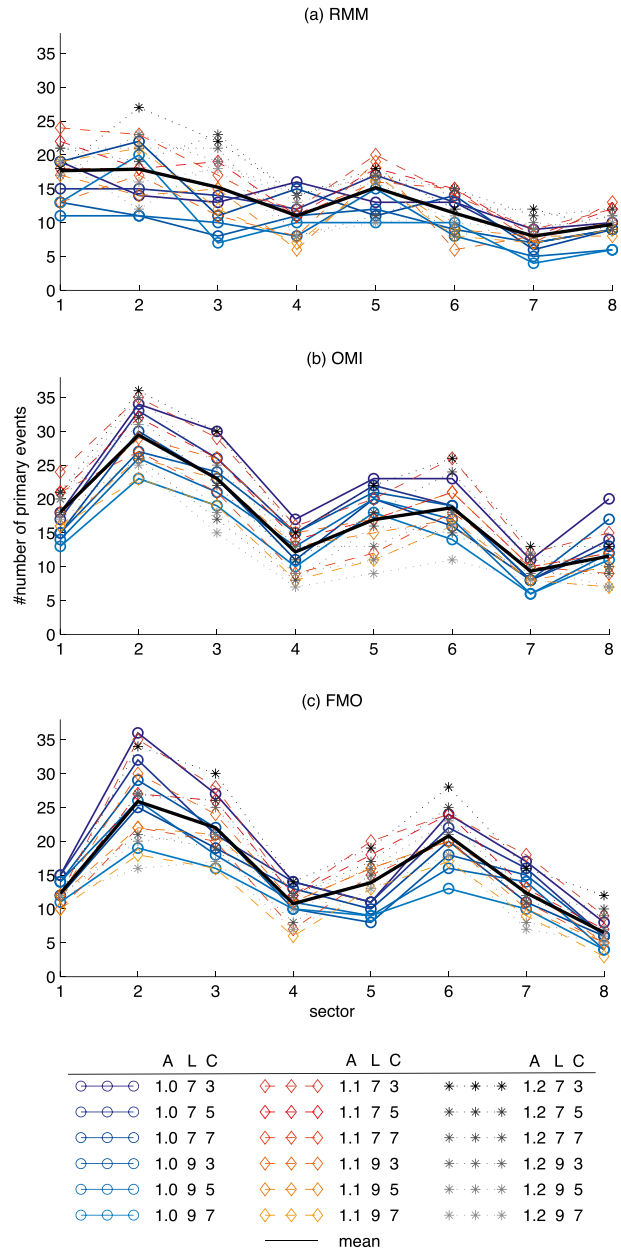 (a) RMM
35
30
25
20
15
10
5
0
1 2 3 4 5 6 7 8
(b) OMI
#number of primary events
35
30
25
20
15
10
5
0
1 2 3 4 5 6 7 8
(c) FMO
35
30
25
20
15
10
5
0
1 2 3 4 5 6 7 8
sector
A L C A L C A L C
1.0 7 3 1.1 7 3 1.2 7 3
1.0 7 5 1.1 7 5 1.2 7 5
1.0 7 7 1.1 7 7 1.2 7 7
1.0 9 3 1.1 9 3 1.2 9 3
1.0 9 5 1.1 9 5 1.2 9 5
1.0 9 7 1.1 9 7 1.2 9 7
mean